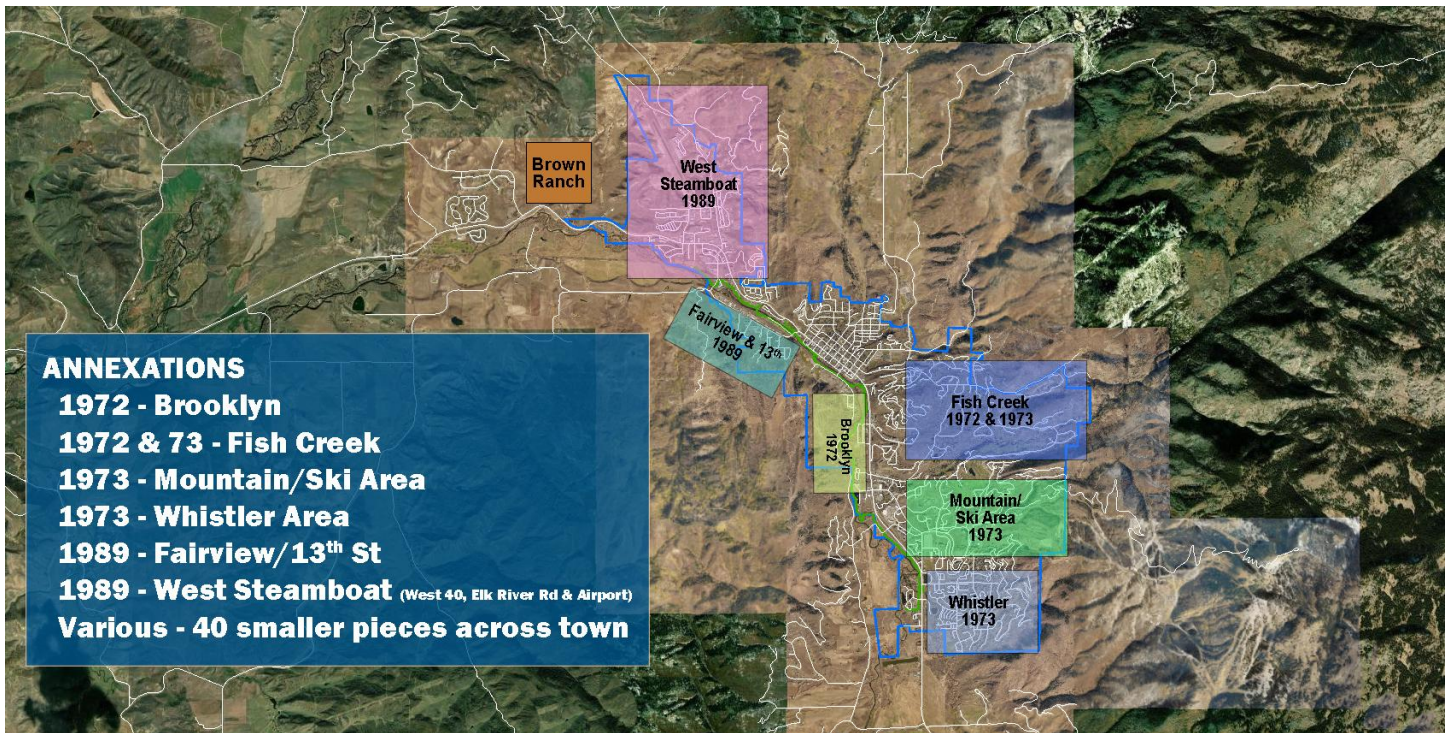 Brown
Ranch
West
Steamboat
1989
Fairview & 13th
1989
Brooklyn
1972
Fish Creek
1972 & 1973
Mountain/
Ski Area
1973
Whistler
1973
ANNEXATIONS
1972 - Brooklyn
1972 & 73 - Fish Creek
1973 - Mountain/Ski Area
1973 - Whistler Area
1989 - Fairview/13th St
1989 - West Steamboat (West 40, Elk River Rd & Airport)
Various - 40 smaller pieces across town